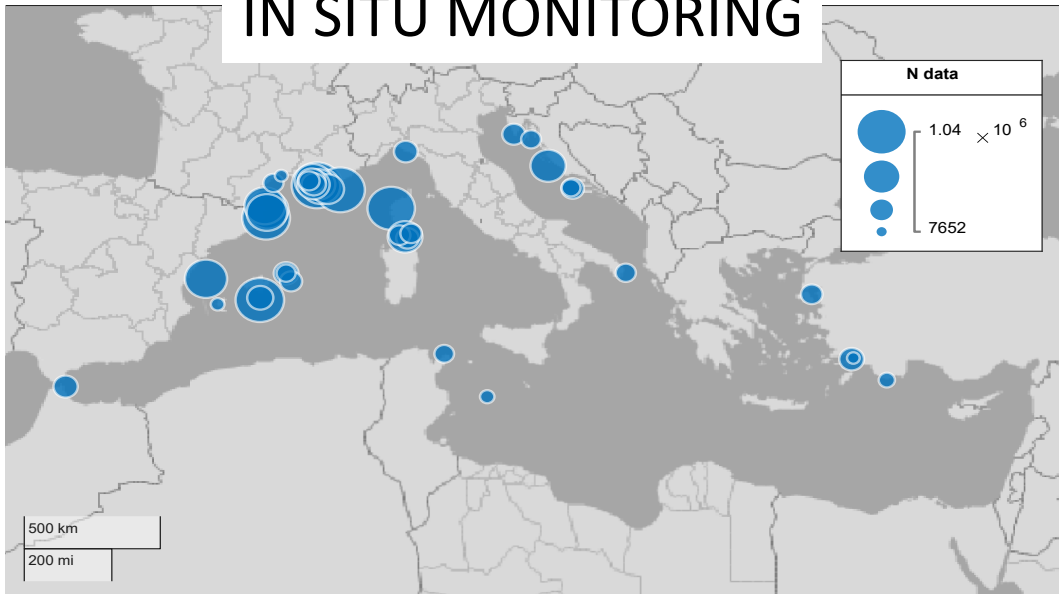 IN SITU MONITORING
N data
1.04 × 10 6
7652
500 km
200 mi